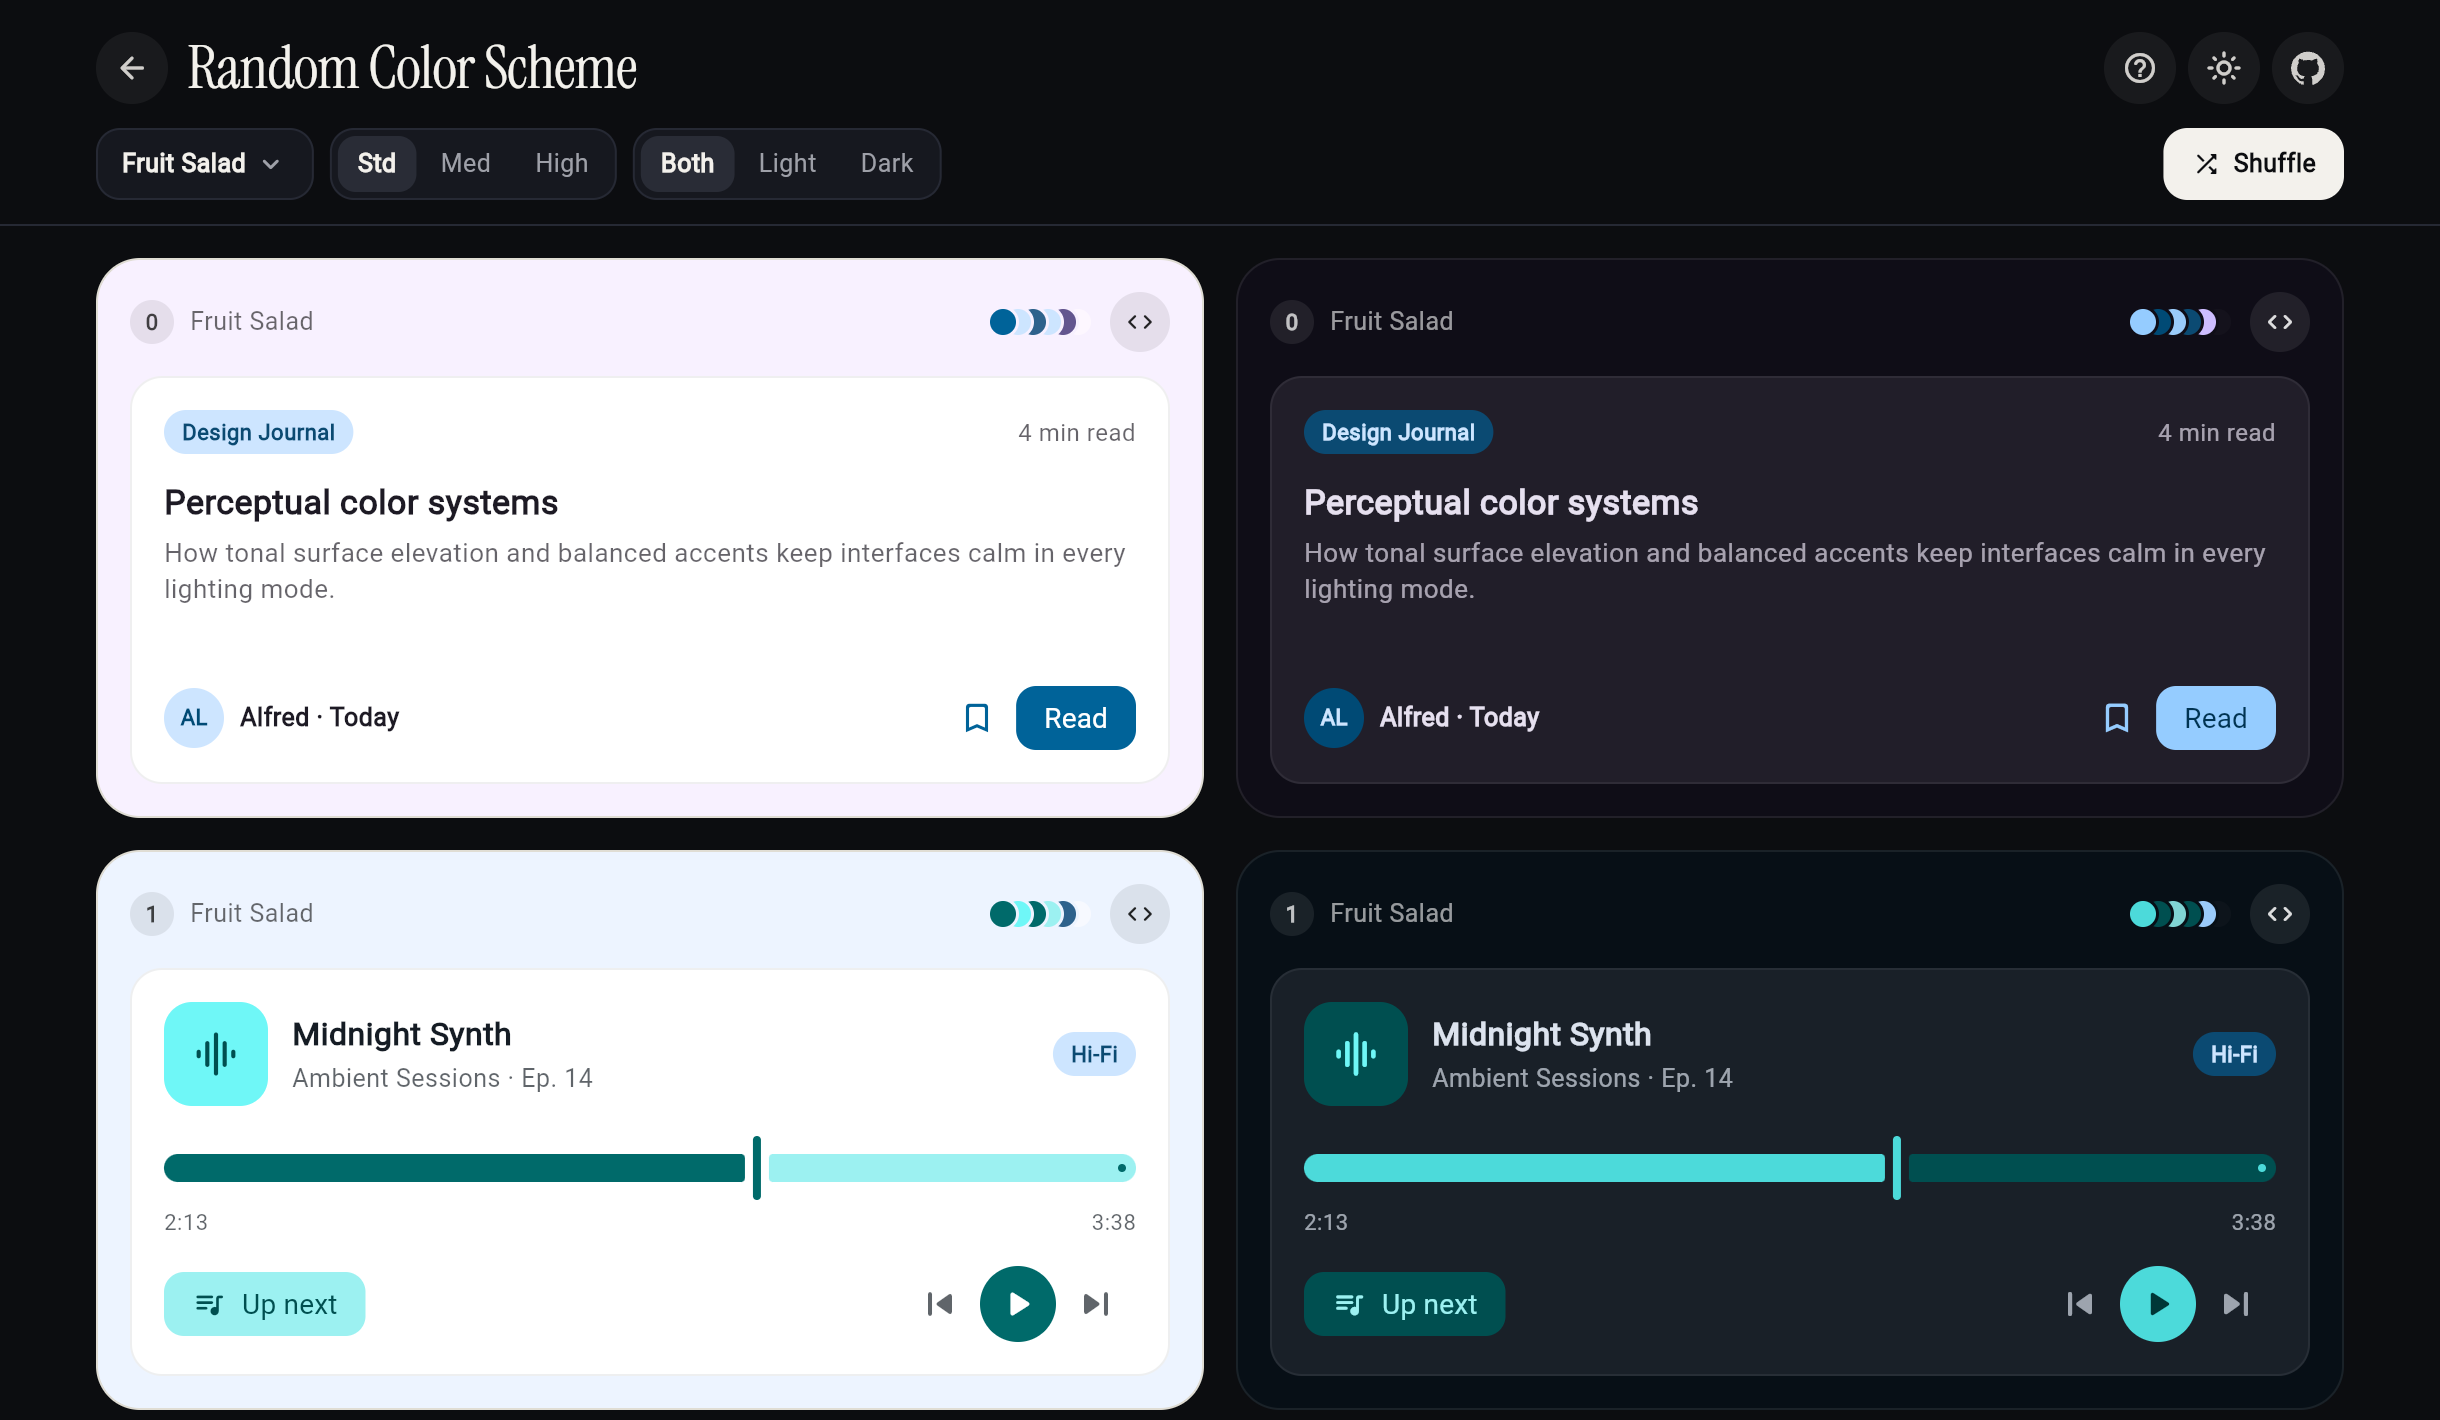 Random Color Scheme
Fruit Salad
Std Med High
Both Light Dark
Shuffle
0 Fruit Salad
Design Journal
4 min read
Perceptual color systems
How tonal surface elevation and balanced accents keep interfaces calm in every
lighting mode.
AL Alfred · Today
Read
0 Fruit Salad
Design Journal
4 min read
Perceptual color systems
How tonal surface elevation and balanced accents keep interfaces calm in every
lighting mode.
AL Alfred · Today
Read
1 Fruit Salad
Midnight Synth
Ambient Sessions · Ep. 14
Hi-Fi
2:13 3:38
Up next
1 Fruit Salad
Midnight Synth
Ambient Sessions · Ep. 14
Hi-Fi
2:13 3:38
Up next